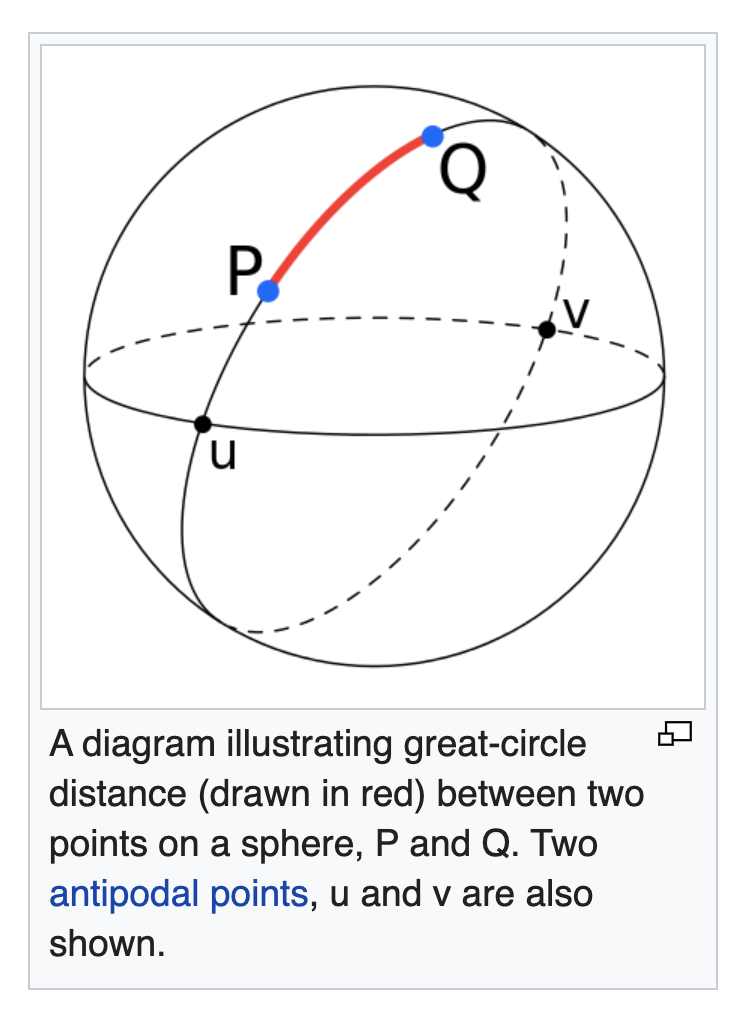 Q
P
v
u
A diagram illustrating great-circle
distance (drawn in red) between two
points on a sphere, P and Q. Two
antipodal points, u and v are also
shown.